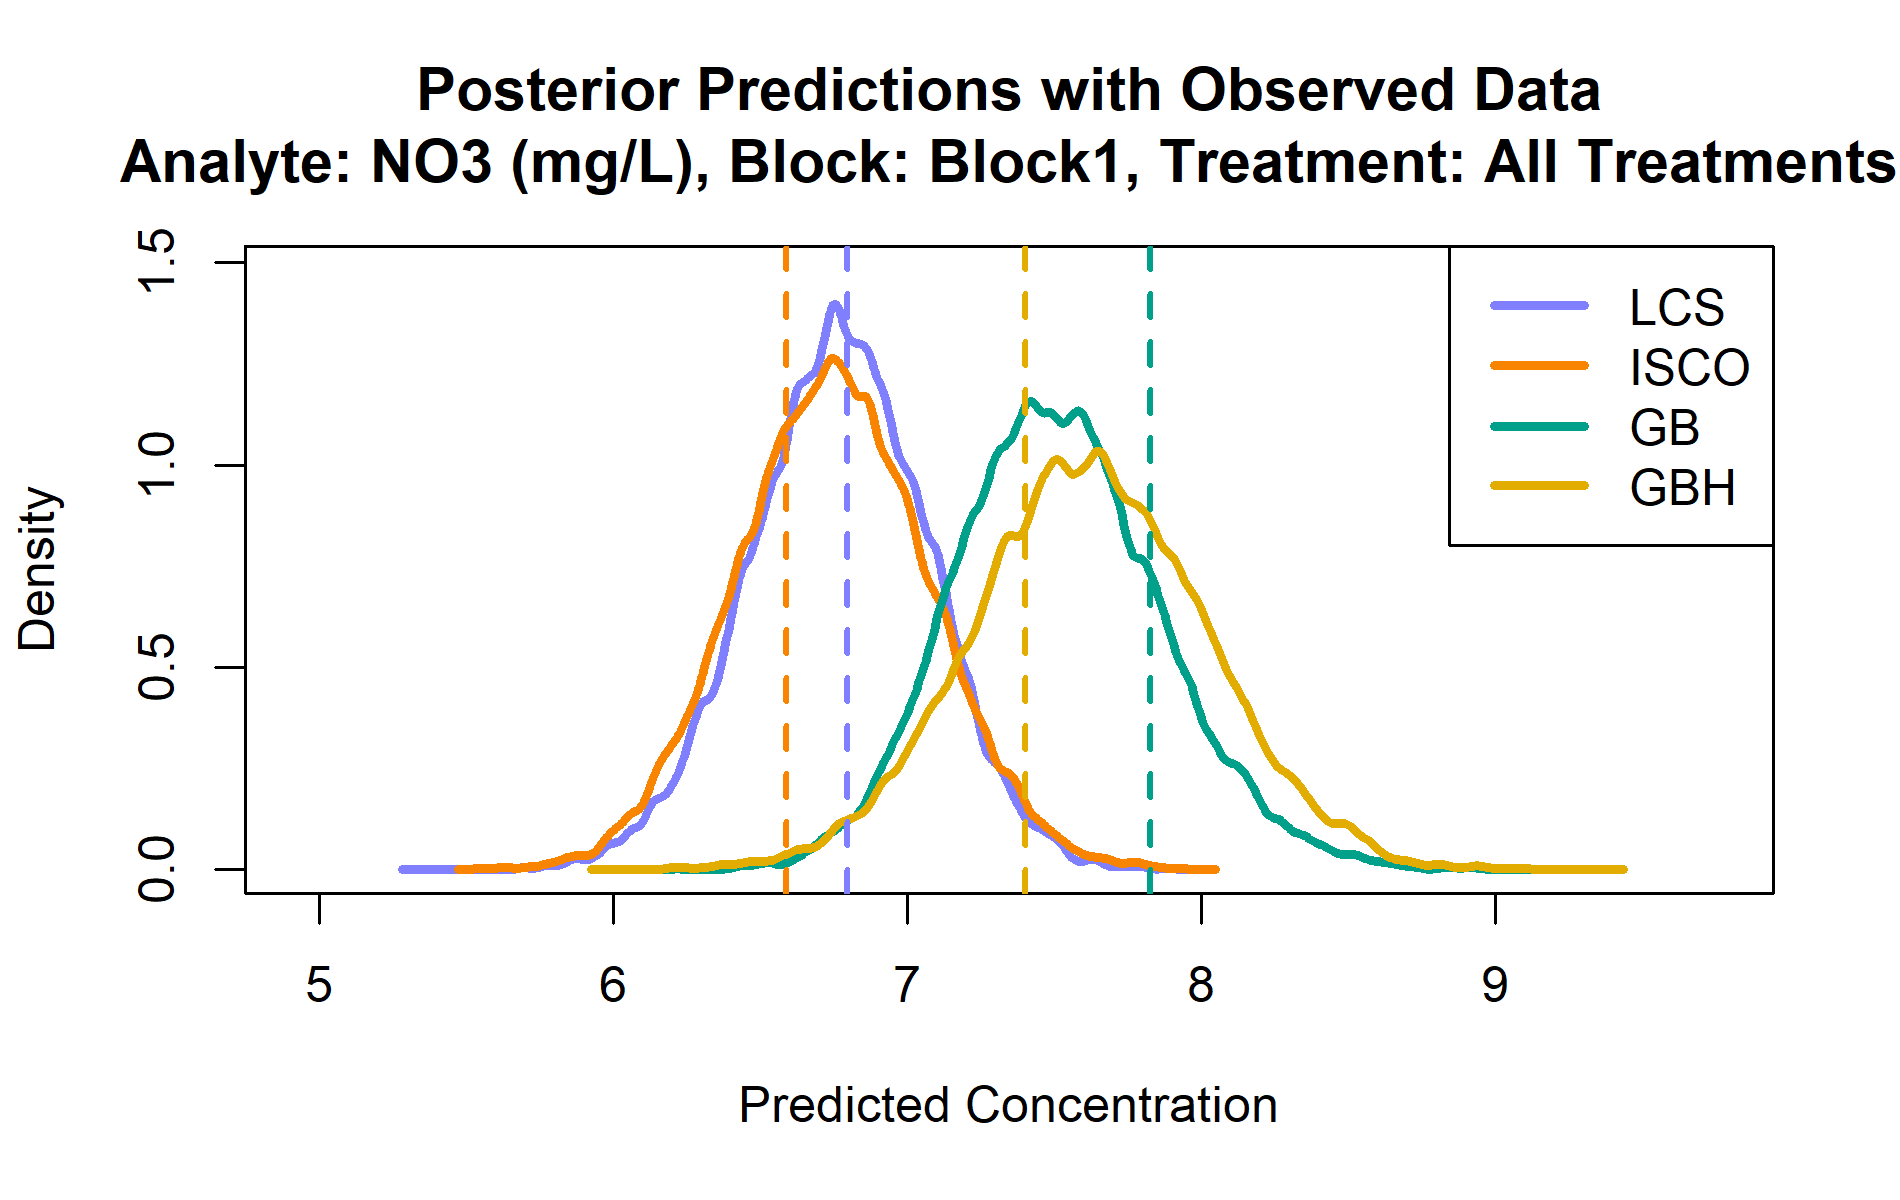 Posterior Predictions with Observed Data
Analyte: NO3 (mg/L), Block: Block1, Treatment: All Treatments
1.5
1.0
0.5
0.0
Density
LCS
ISCO
GB
GBH
5 6 7 8 9
Predicted Concentration